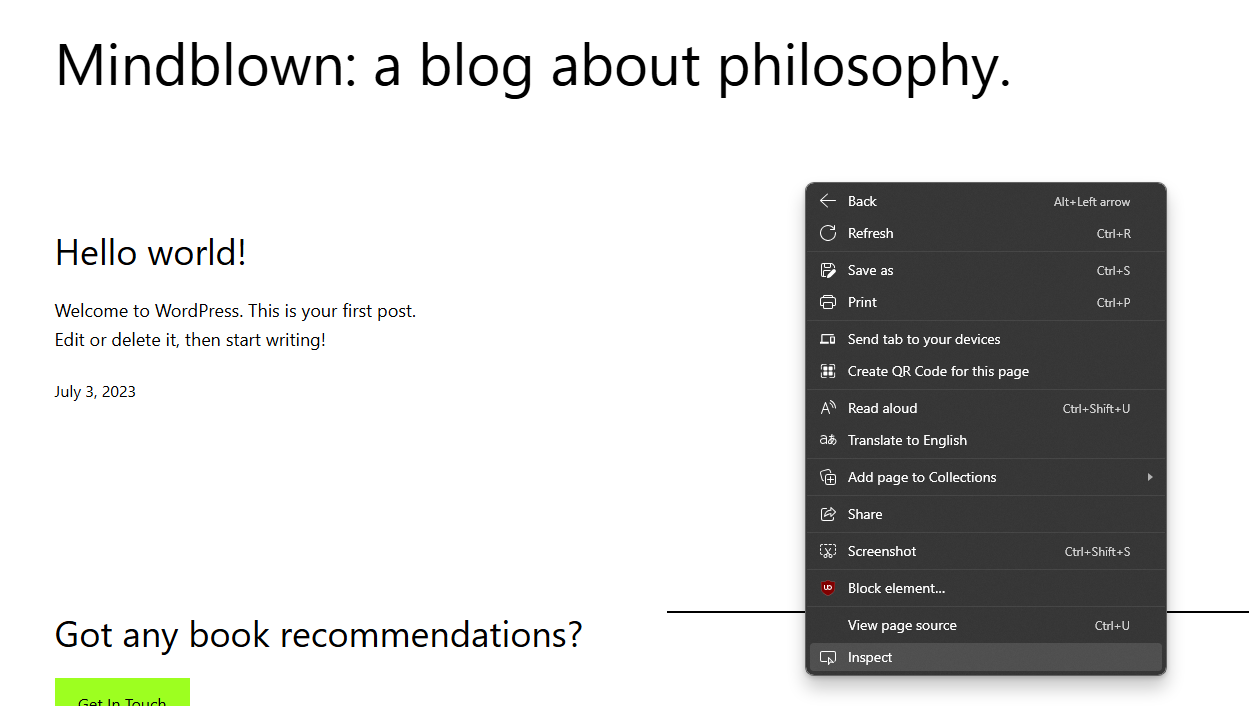 Mindblown: a blog about philosophy.
Hello world!
Welcome to WordPress. This is your first post.
Edit or delete it, then start writing!
July 3, 2023
Got any book recommendations?
Get In Touch
Back Alt+Left arrow
Refresh Ctrl+R
Save as Ctrl+S
Print Ctrl+P
Send tab to your devices
Create QR Code for this page
Read aloud Ctrl+Shift+U
Translate to English
Add page to Collections
Share
Screenshot Ctrl+Shift+S
Block element...
View page source Ctrl+U
Inspect